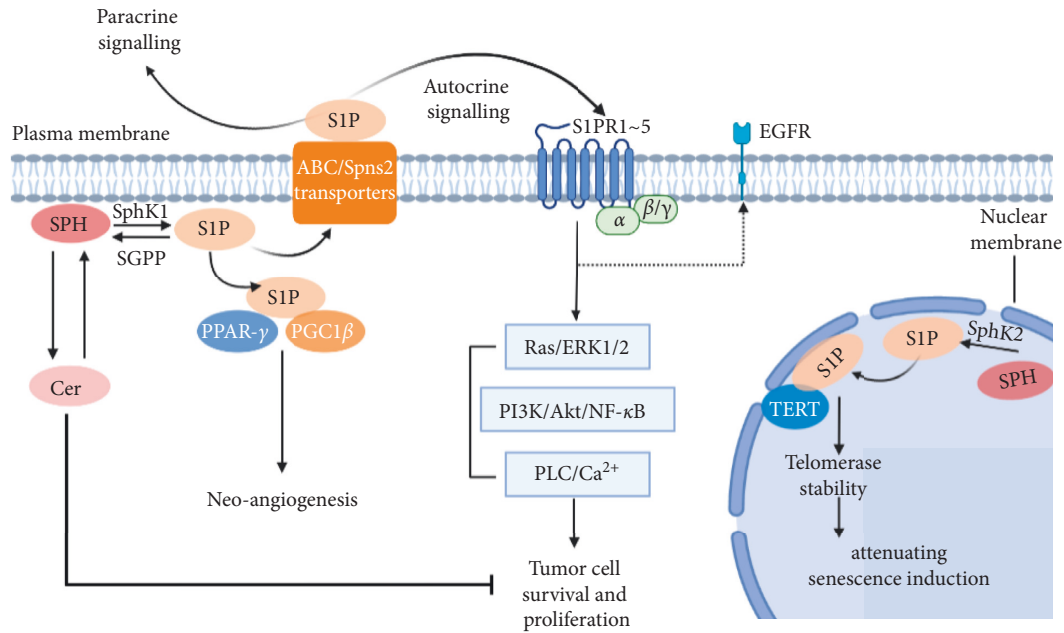 Paracrine
signalling
Autocrine
signalling
S1P
S1PR1~5
EGFR
Plasma membrane
ABC/Spns2
transporters
SPH
SphK1
SGPP
S1P
α
β/γ
Nuclear
membrane
S1P
PPAR-γ
PGC1β
Ras/ERK1/2
S1P
SphK2
S1P
SPH
Cer
PI3K/Akt/NF-κB
TERT
PLC/Ca²⁺
Telomerase
stability
Neo-angiogenesis
attenuating
senescence induction
Tumor cell
survival and
proliferation